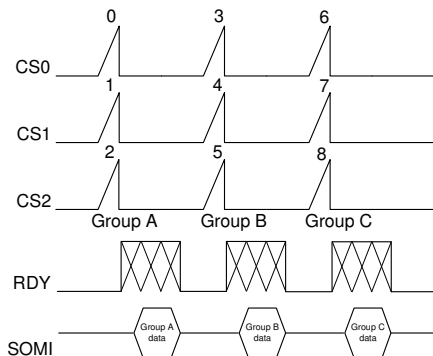 0 3 6
CS0
1 4 7
CS1
2 5 8
CS2
Group A Group B Group C
RDY
Group A data Group B data Group C data
SOMI